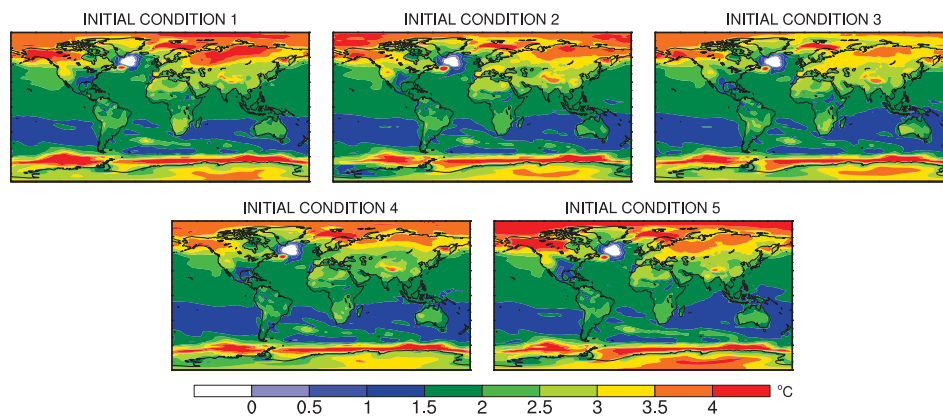 INITIAL CONDITION 1
INITIAL CONDITION 2
INITIAL CONDITION 3
INITIAL CONDITION 4
INITIAL CONDITION 5
°C
0 0.5 1 1.5 2 2.5 3 3.5 4